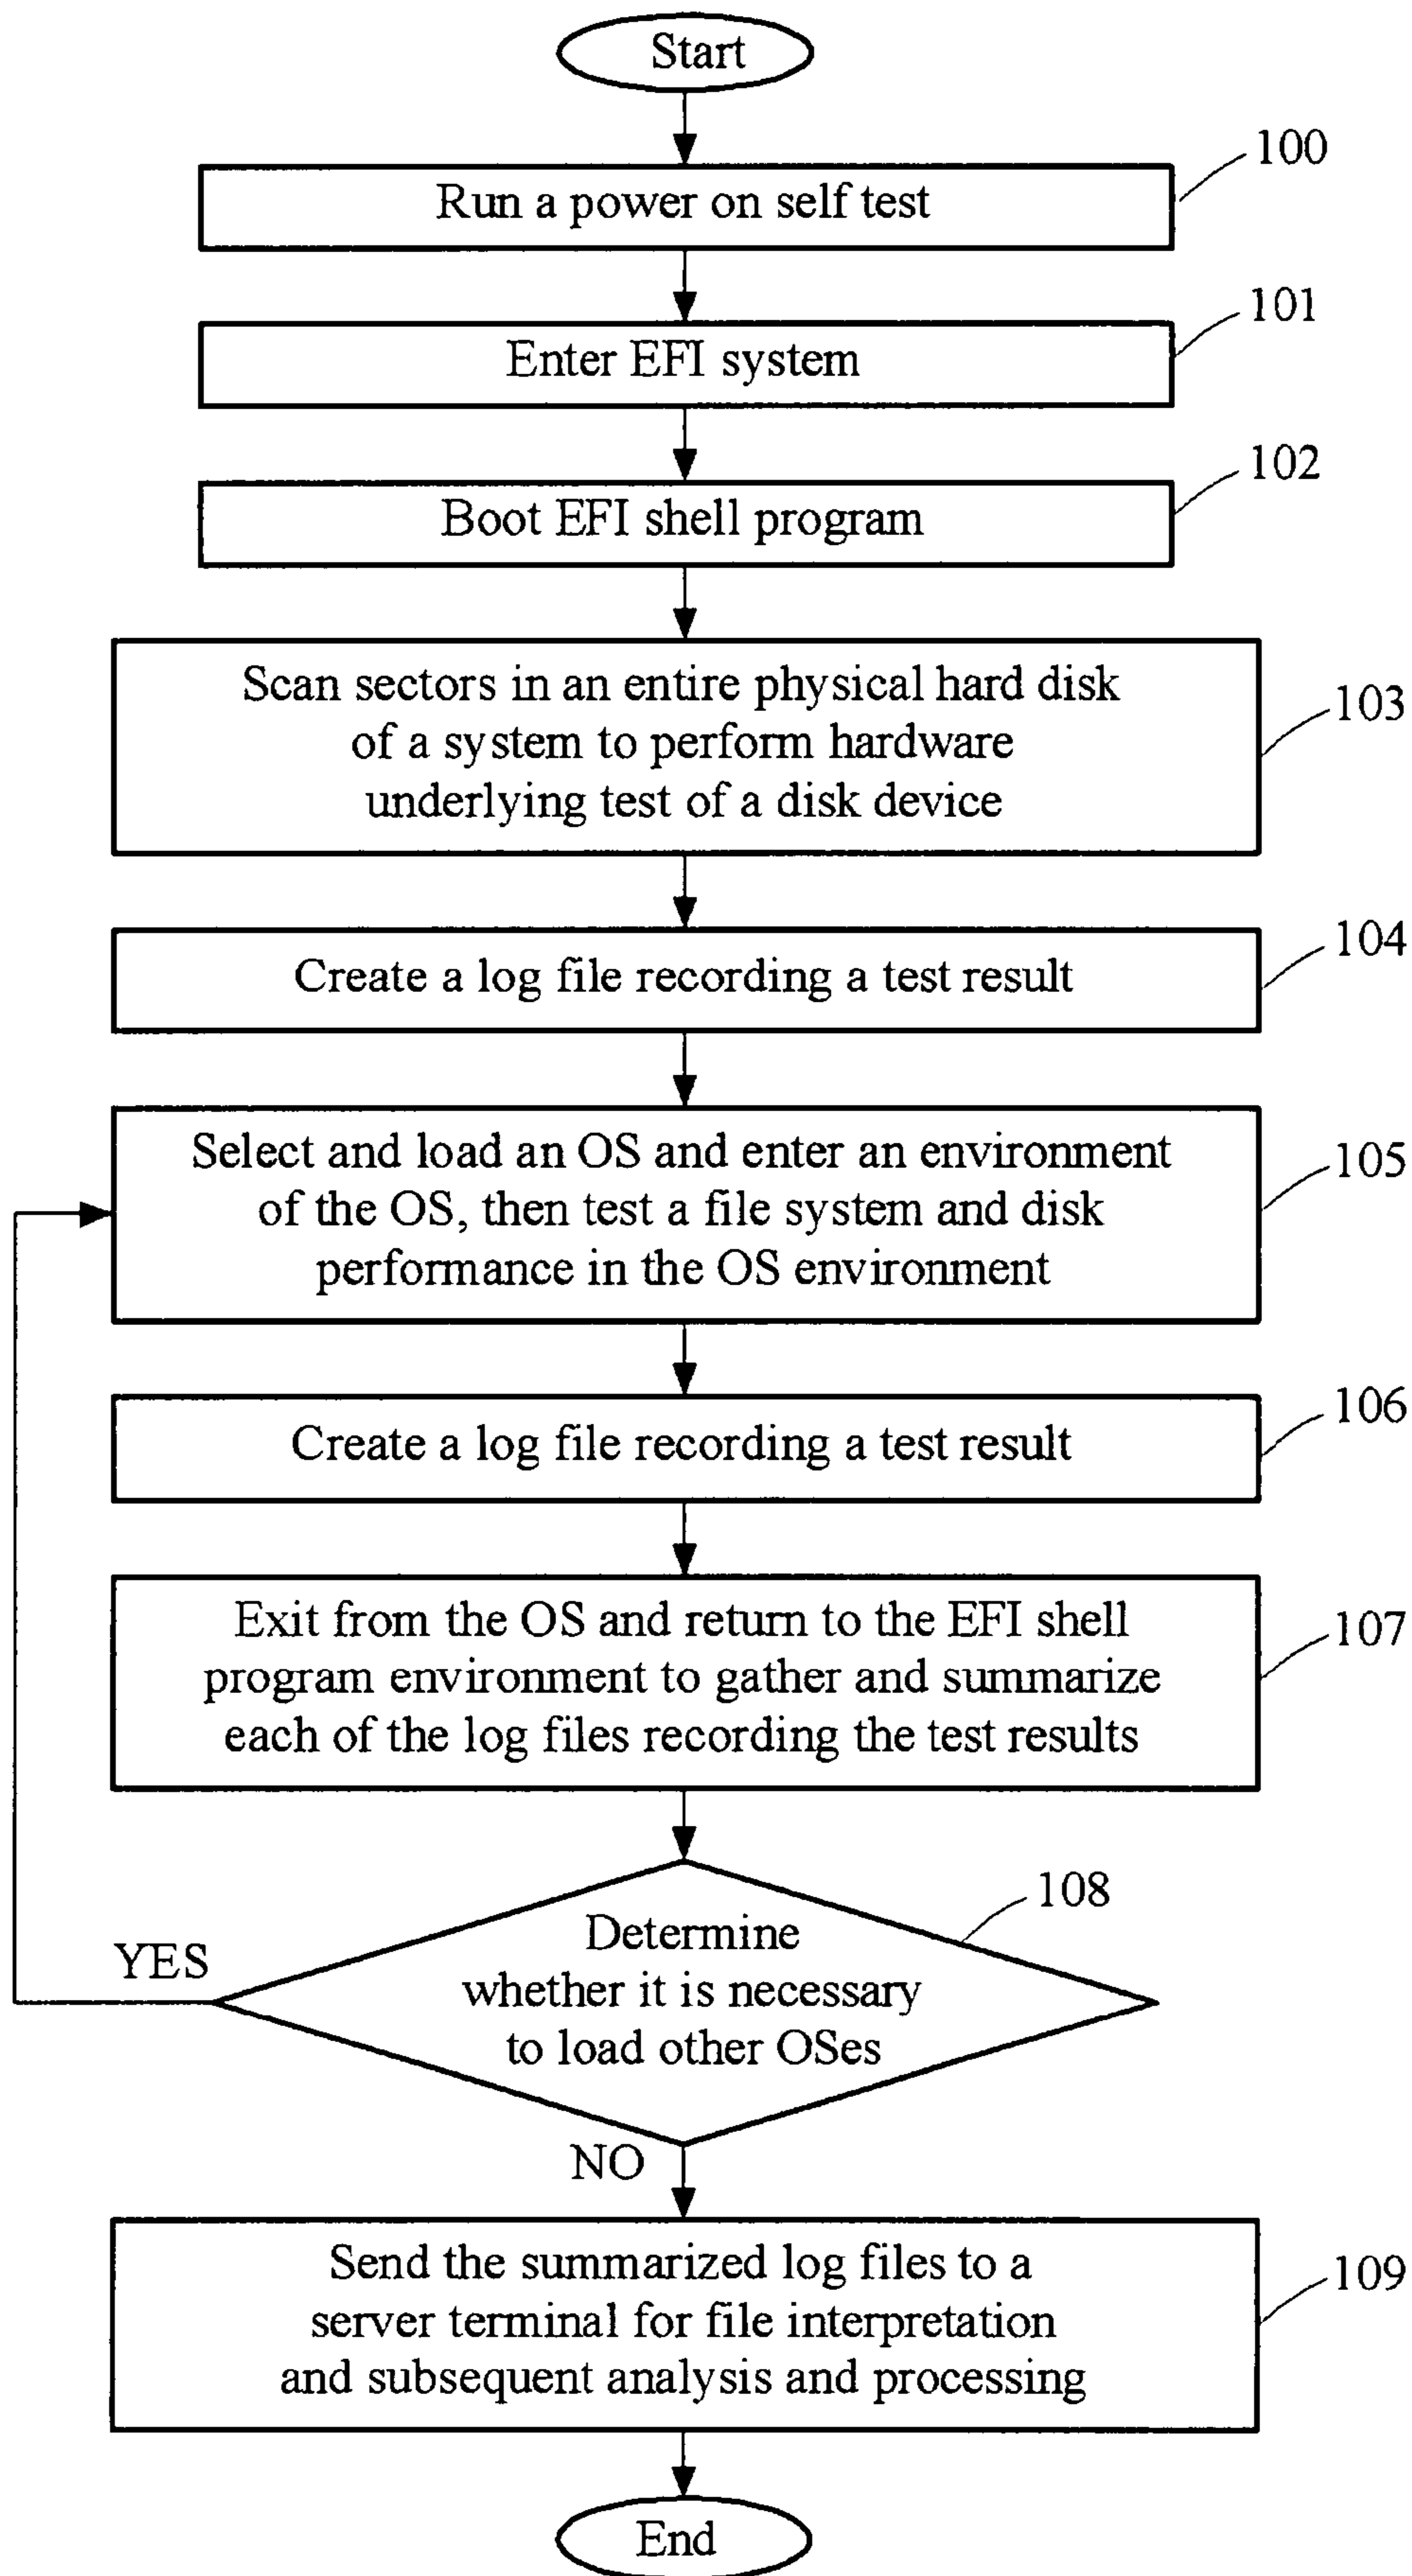 Start
100
Run a power on self test
101
Enter EFI system
102
Boot EFI shell program
Scan sectors in an entire physical hard disk
of a system to perform hardware
underlying test of a disk device
103
104
Create a log file recording a test result
Select and load an OS and enter an environment
of the OS, then test a file system and disk
performance in the OS environment
105
106
Create a log file recording a test result
Exit from the OS and return to the EFI shell
program environment to gather and summarize
each of the log files recording the test results
107
108
Determine
whether it is necessary
to load other OSes
YES
NO
Send the summarized log files to a
server terminal for file interpretation
and subsequent analysis and processing
109
End